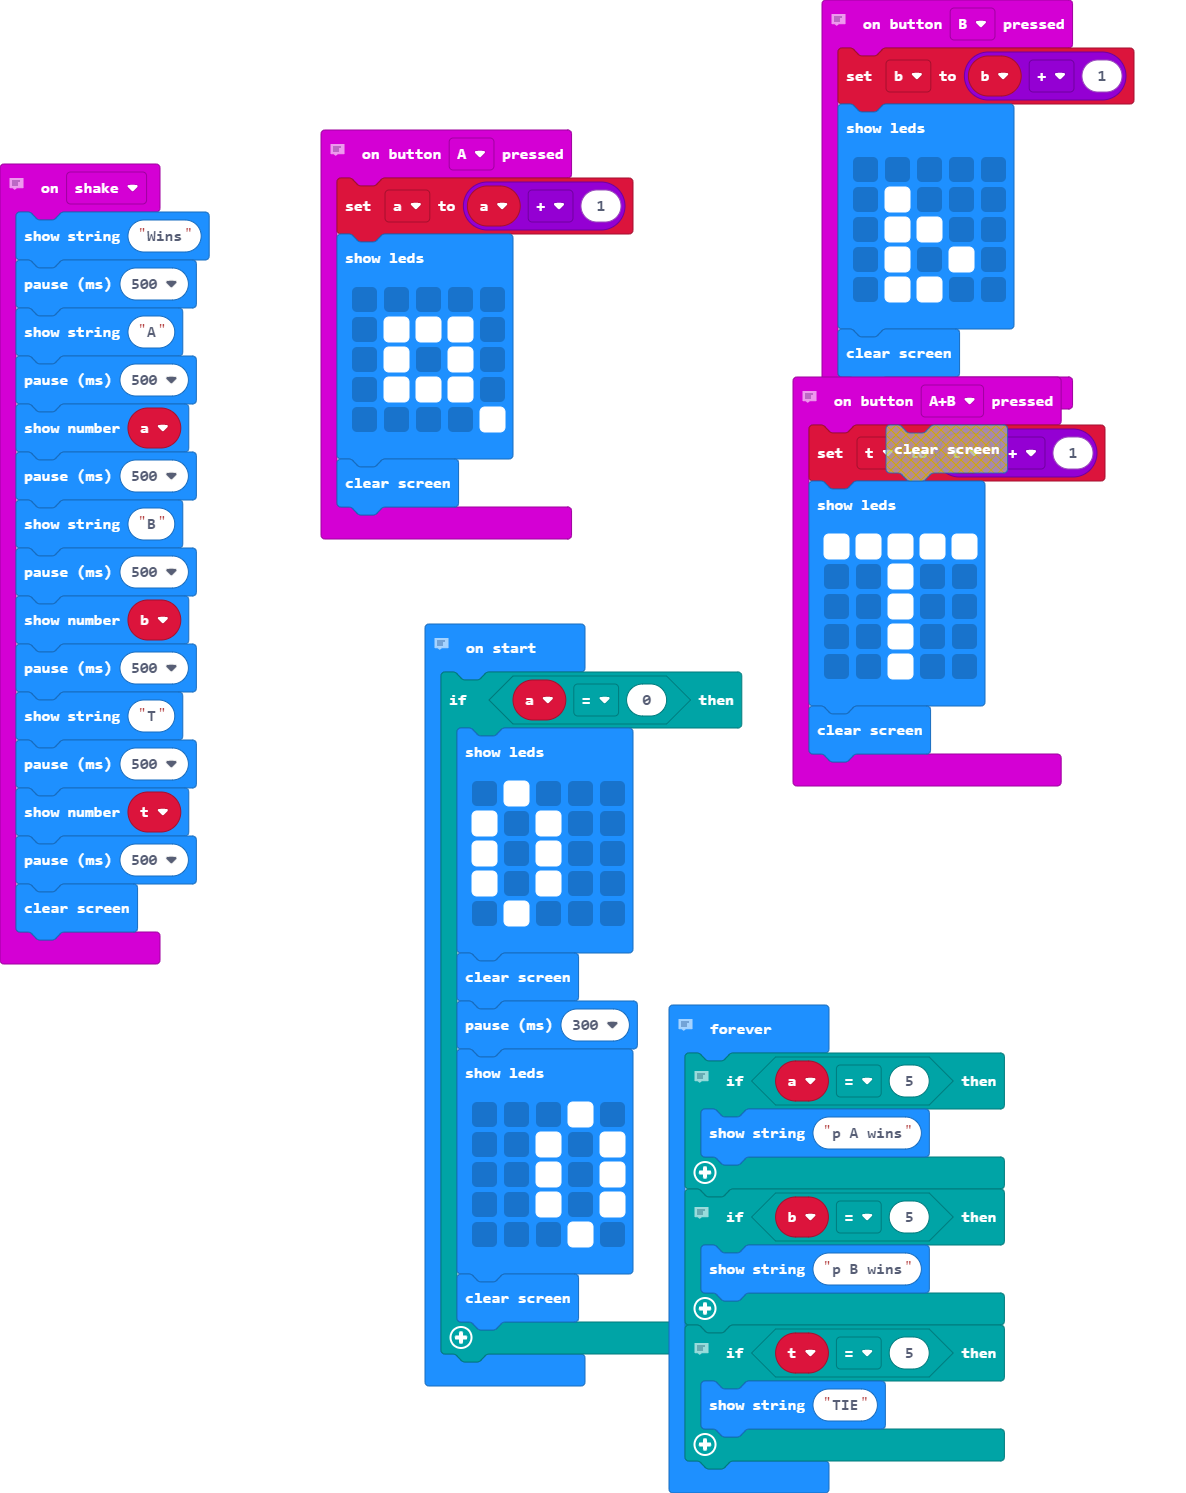 on shake
show string "Wins"
pause (ms) 500
show string "A"
pause (ms) 500
show number a
pause (ms) 500
show string "B"
pause (ms) 500
show number b
pause (ms) 500
show string "T"
pause (ms) 500
show number t
pause (ms) 500
clear screen
on button A pressed
set a to a + 1
show leds
clear screen
on button B pressed
set b to b + 1
show leds
clear screen
on button A+B pressed
set t + 1
clear screen
show leds
clear screen
on start
if a = 0 then
show leds
clear screen
pause (ms) 300
show leds
clear screen
forever
if a = 5 then
show string "p A wins"
if b = 5 then
show string "p B wins"
if t = 5 then
show string "TIE"